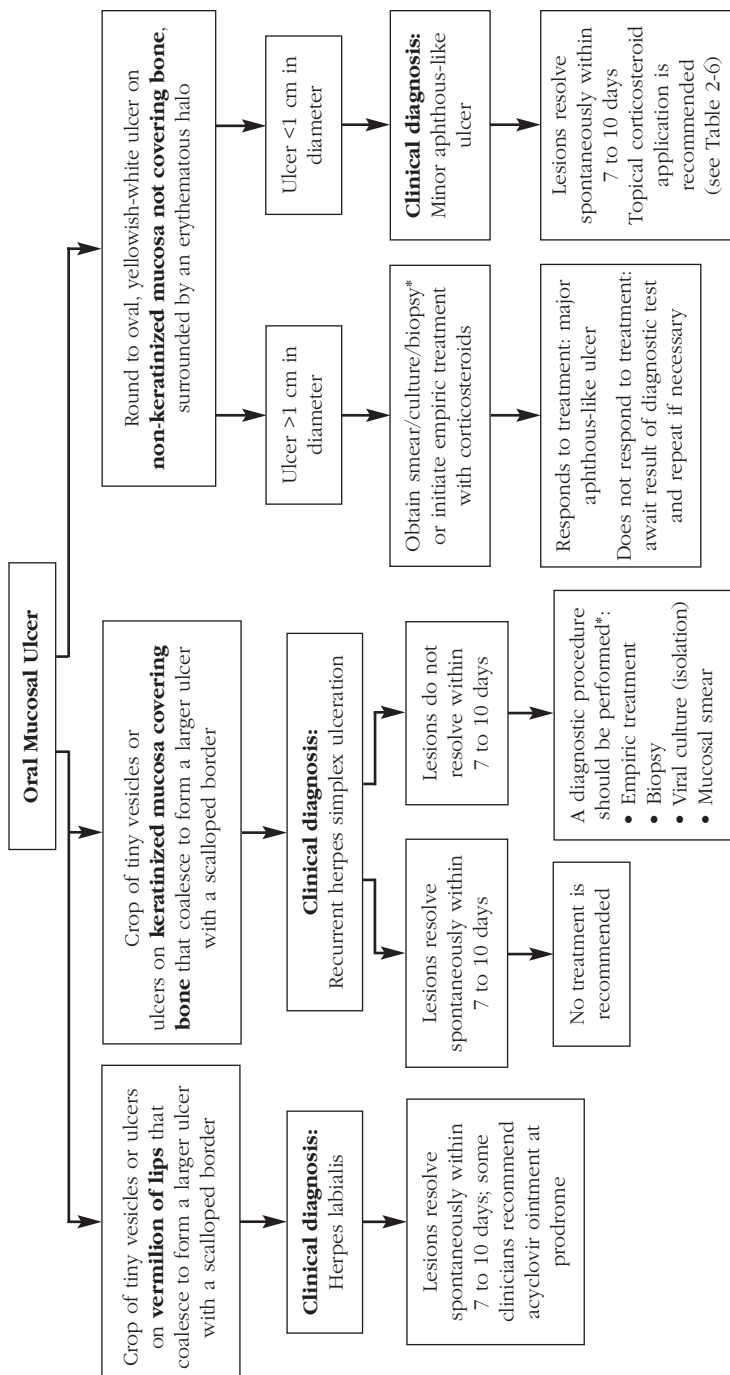 Oral Mucosal Ulcer
Crop of tiny vesicles or ulcers
on vermilion of lips that
coalesce to form a larger ulcer
with a scalloped border
Clinical diagnosis:
Herpes labialis
Lesions resolve
spontaneously within
7 to 10 days; some
clinicians recommend
acyclovir ointment at
prodrome
Crop of tiny vesicles or
ulcers on keratinized mucosa covering
bone that coalesce to form a larger ulcer
with a scalloped border
Clinical diagnosis:
Recurrent herpes simplex ulceration
Lesions resolve
spontaneously within
7 to 10 days
No treatment is
recommended
Lesions do not
resolve within
7 to 10 days
A diagnostic procedure
should be performed*:
• Empiric treatment
• Biopsy
• Viral culture (isolation)
• Mucosal smear
Round to oval, yellowish-white ulcer on
non-keratinized mucosa not covering bone,
surrounded by an erythematous halo
Ulcer >1 cm in
diameter
Obtain smear/culture/biopsy*
or initiate empiric treatment
with corticosteroids
Responds to treatment: major
aphthous-like ulcer
Does not respond to treatment:
await result of diagnostic test
and repeat if necessary
Ulcer <1 cm in
diameter
Clinical diagnosis:
Minor aphthous-like
ulcer
Lesions resolve
spontaneously within
7 to 10 days
Topical corticosteroid
application is
recommended
(see Table 2-6)